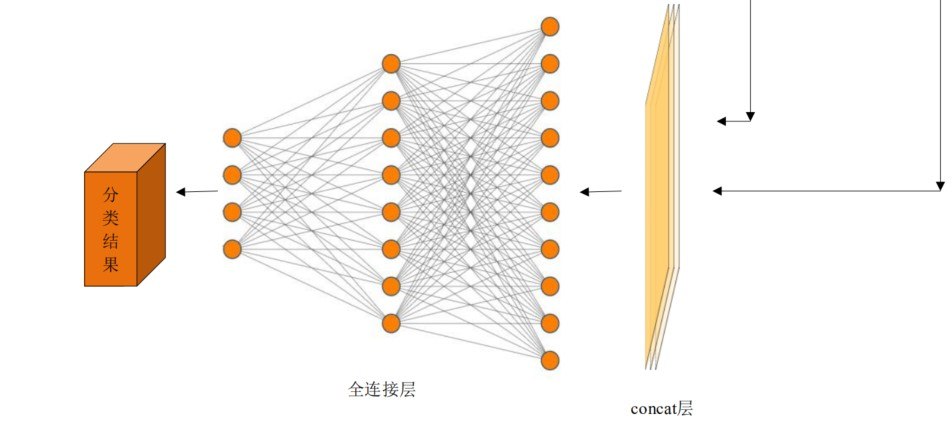 分
类
结
果
全连接层
concat层